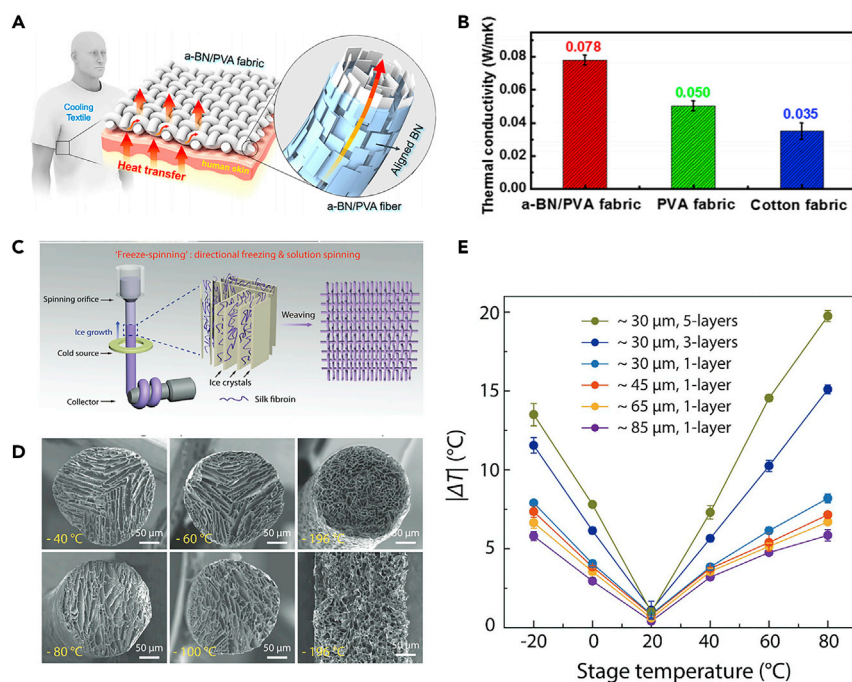 A
a-BN/PVA fabric
Cooling
Textile
Heat transfer
human skin
Aligned BN
a-BN/PVA fiber
B
Thermal conductivity (W/mK)
0.08
0.06
0.04
0.02
0.00
0.078
0.050
0.035
a-BN/PVA fabric
PVA fabric
Cotton fabric
C
'Freeze-spinning' : directional freezing & solution spinning
Spinning orifice
Ice growth
Cold source
Collector
Ice crystals
Silk fibroin
Weaving
D
- 40 °C
50 µm
- 60 °C
50 µm
- 196 °C
50 µm
- 80 °C
50 µm
- 100 °C
50 µm
- 196 °C
50 µm
E
|ΔT| (°C)
20
15
10
5
0
~ 30 µm, 5-layers
~ 30 µm, 3-layers
~ 30 µm, 1-layer
~ 45 µm, 1-layer
~ 65 µm, 1-layer
~ 85 µm, 1-layer
-20
0
20
40
60
80
Stage temperature (°C)